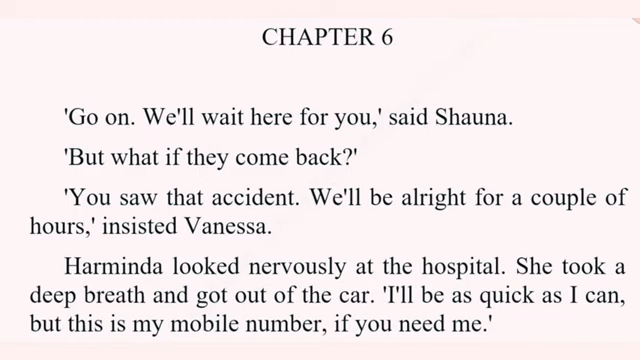 CHAPTER 6
'Go on. We'll wait here for you,' said Shauna.
'But what if they come back?'
'You saw that accident. We'll be alright for a couple of
hours,' insisted Vanessa.
Harminda looked nervously at the hospital. She took a
deep breath and got out of the car. 'I'll be as quick as I can,
but this is my mobile number, if you need me.'